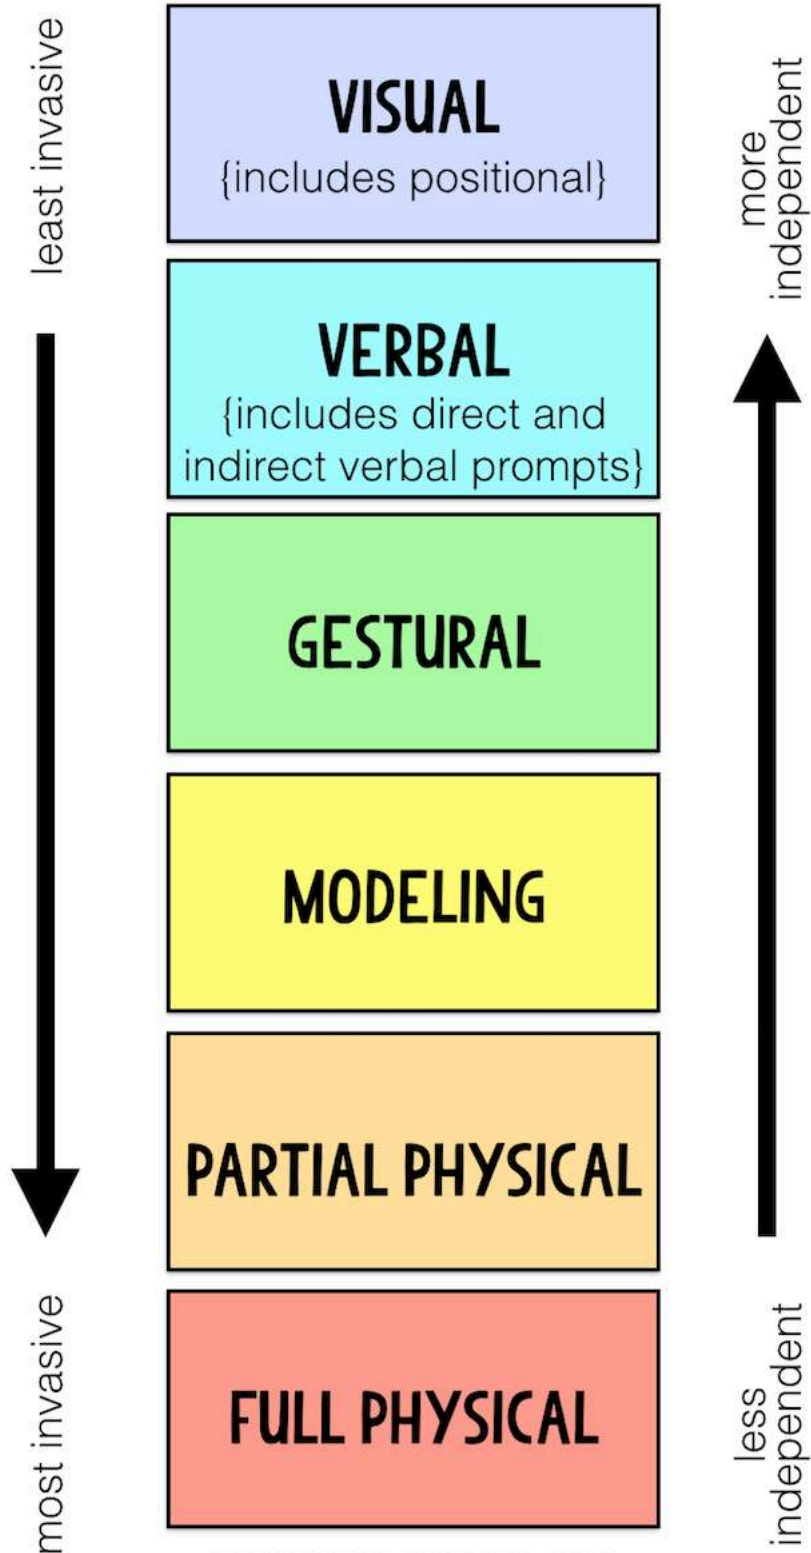 least invasive
VISUAL
{includes positional}
more
independent
VERBAL
{includes direct and
indirect verbal prompts}
GESTURAL
MODELING
PARTIAL PHYSICAL
most invasive
FULL PHYSICAL
less
independent